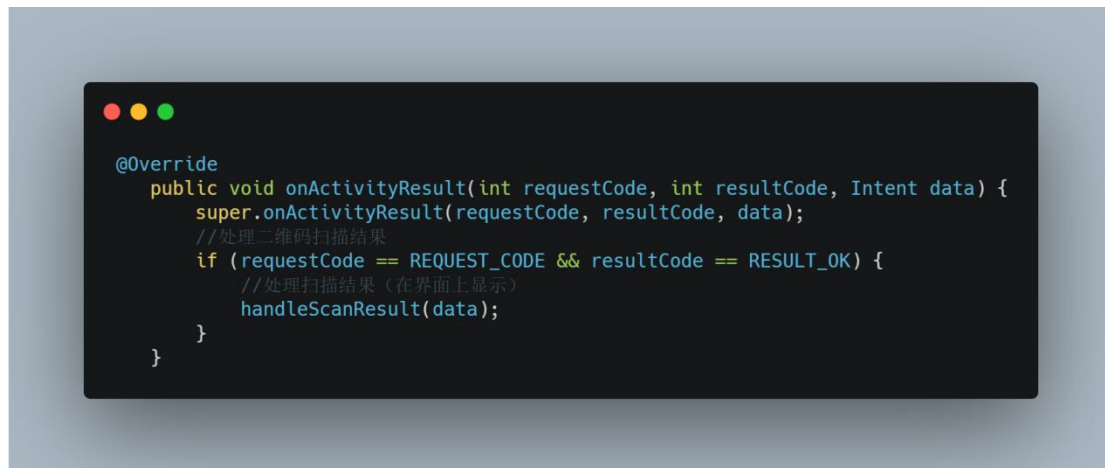 @Override
public void onActivityResult(int requestCode, int resultCode, Intent data) {
super.onActivityResult(requestCode, resultCode, data);
//处理二维码扫描结果
if (requestCode == REQUEST_CODE && resultCode == RESULT_OK) {
//处理扫描结果（在界面上显示）
handleScanResult(data);
}
}